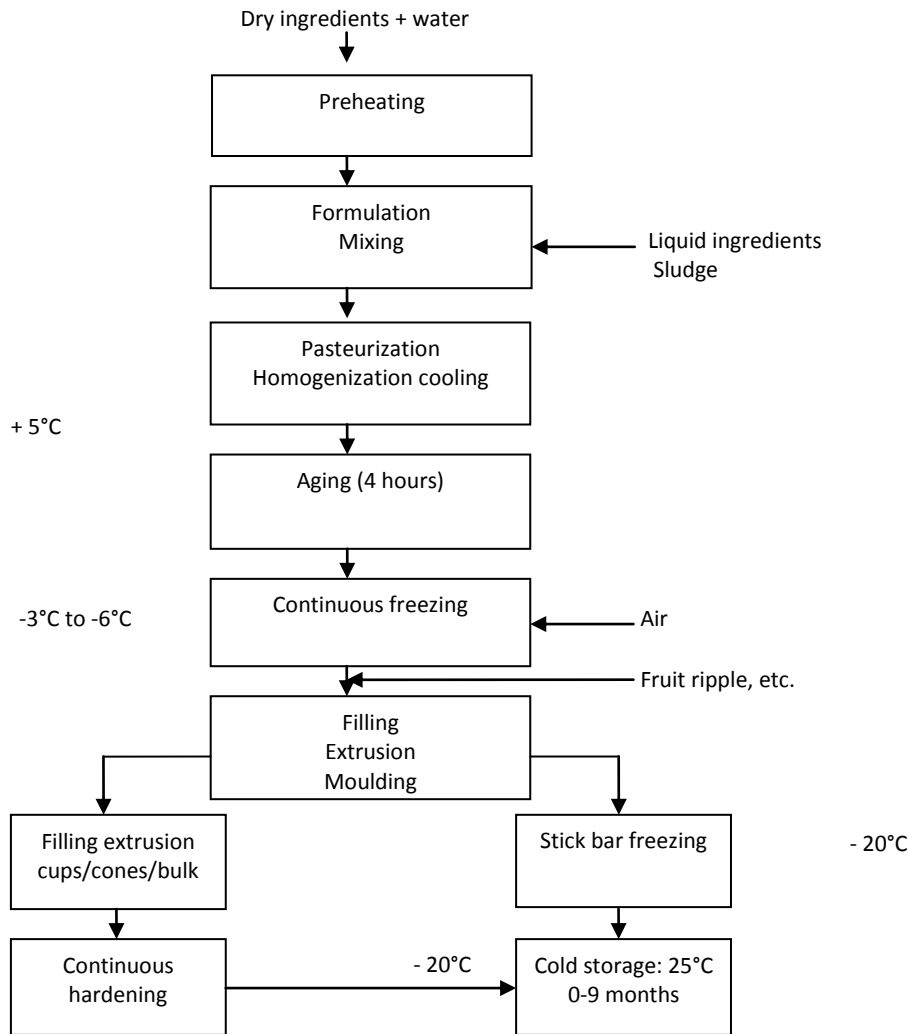 Dry ingredients + water
Preheating
Formulation
Mixing
Liquid ingredients
Sludge
Pasteurization
Homogenization cooling
+ 5°C
Aging (4 hours)
-3°C to -6°C
Continuous freezing
Air
Fruit ripple, etc.
Filling
Extrusion
Moulding
Filling extrusion
cups/cones/bulk
Stick bar freezing
- 20°C
Continuous
hardening
- 20°C
Cold storage: 25°C
0-9 months